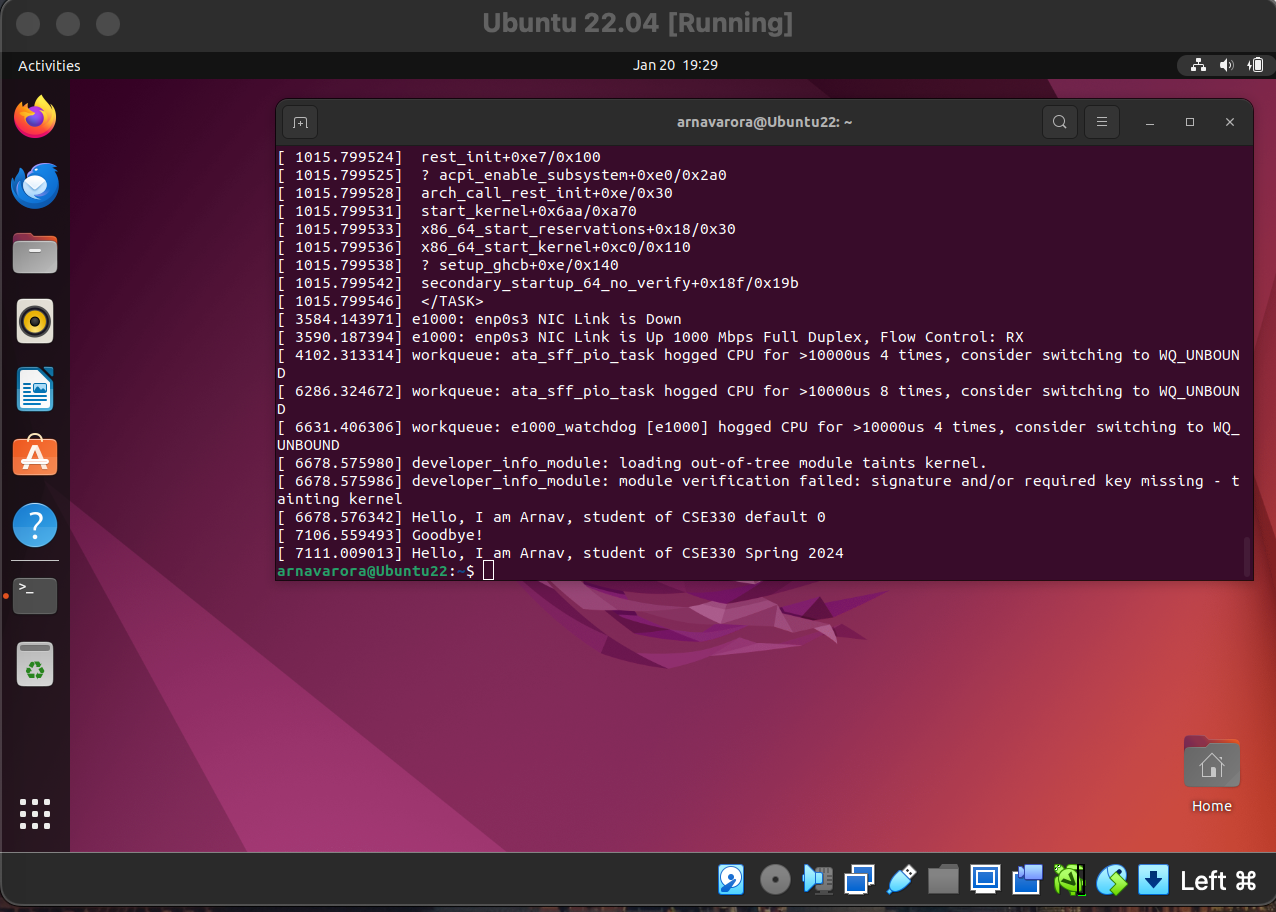 Ubuntu 22.04 [Running]
Activities
Jan 20 19:29
arnavarora@Ubuntu22: ~
[ 1015.799524]  rest_init+0xe7/0x100
[ 1015.799525]  ? acpi_enable_subsystem+0xe0/0x2a0
[ 1015.799528]  arch_call_rest_init+0xe/0x30
[ 1015.799531]  start_kernel+0x6aa/0xa70
[ 1015.799533]  x86_64_start_reservations+0x18/0x30
[ 1015.799536]  x86_64_start_kernel+0xc0/0x110
[ 1015.799538]  ? setup_ghcb+0xe/0x140
[ 1015.799542]  secondary_startup_64_no_verify+0x18f/0x19b
[ 1015.799546]  </TASK>
[ 3584.143971] e1000: enp0s3 NIC Link is Down
[ 3590.187394] e1000: enp0s3 NIC Link is Up 1000 Mbps Full Duplex, Flow Control: RX
[ 4102.313314] workqueue: ata_sff_pio_task hogged CPU for >10000us 4 times, consider switching to WQ_UNBOUN
D
[ 6286.324672] workqueue: ata_sff_pio_task hogged CPU for >10000us 8 times, consider switching to WQ_UNBOUN
D
[ 6631.406306] workqueue: e1000_watchdog [e1000] hogged CPU for >10000us 4 times, consider switching to WQ_
UNBOUND
[ 6678.575980] developer_info_module: loading out-of-tree module taints kernel.
[ 6678.575986] developer_info_module: module verification failed: signature and/or required key missing - t
ainting kernel
[ 6678.576342] Hello, I am Arnav, student of CSE330 default 0
[ 7106.559493] Goodbye!
[ 7111.009013] Hello, I am Arnav, student of CSE330 Spring 2024
arnavarora@Ubuntu22:~$
Home
Left ⌘